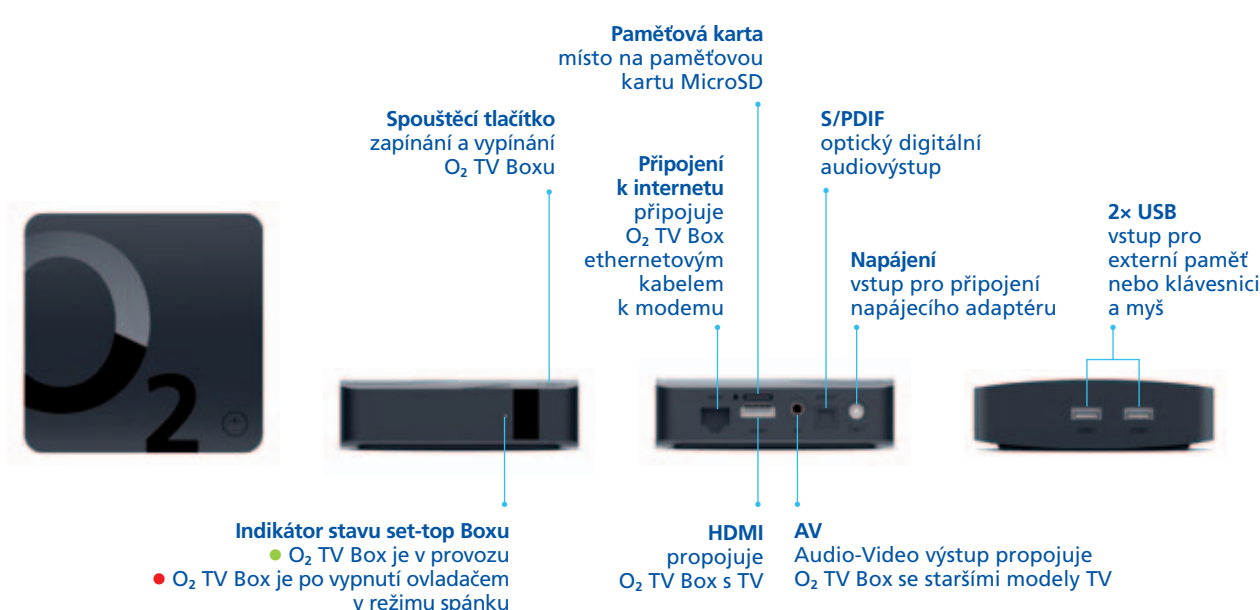 Paměťová karta
místo na paměťovou
kartu MicroSD
Spouštěcí tlačítko
zapínání a vypínání
O₂ TV Boxu
Připojení
k internetu
připojuje
O₂ TV Box
ethernetovým
kabelem
k modemu
S/PDIF
optický digitální
audiovýstup
Napájení
vstup pro připojení
napájecího adaptéru
2× USB
vstup pro
externí paměť
nebo klávesnici
a myš
O2
Indikátor stavu set-top Boxu
● O₂ TV Box je v provozu
● O₂ TV Box je po vypnutí ovladačem
v režimu spánku
HDMI
propojuje
O₂ TV Box s TV
AV
Audio-Video výstup propojuje
O₂ TV Box se staršími modely TV